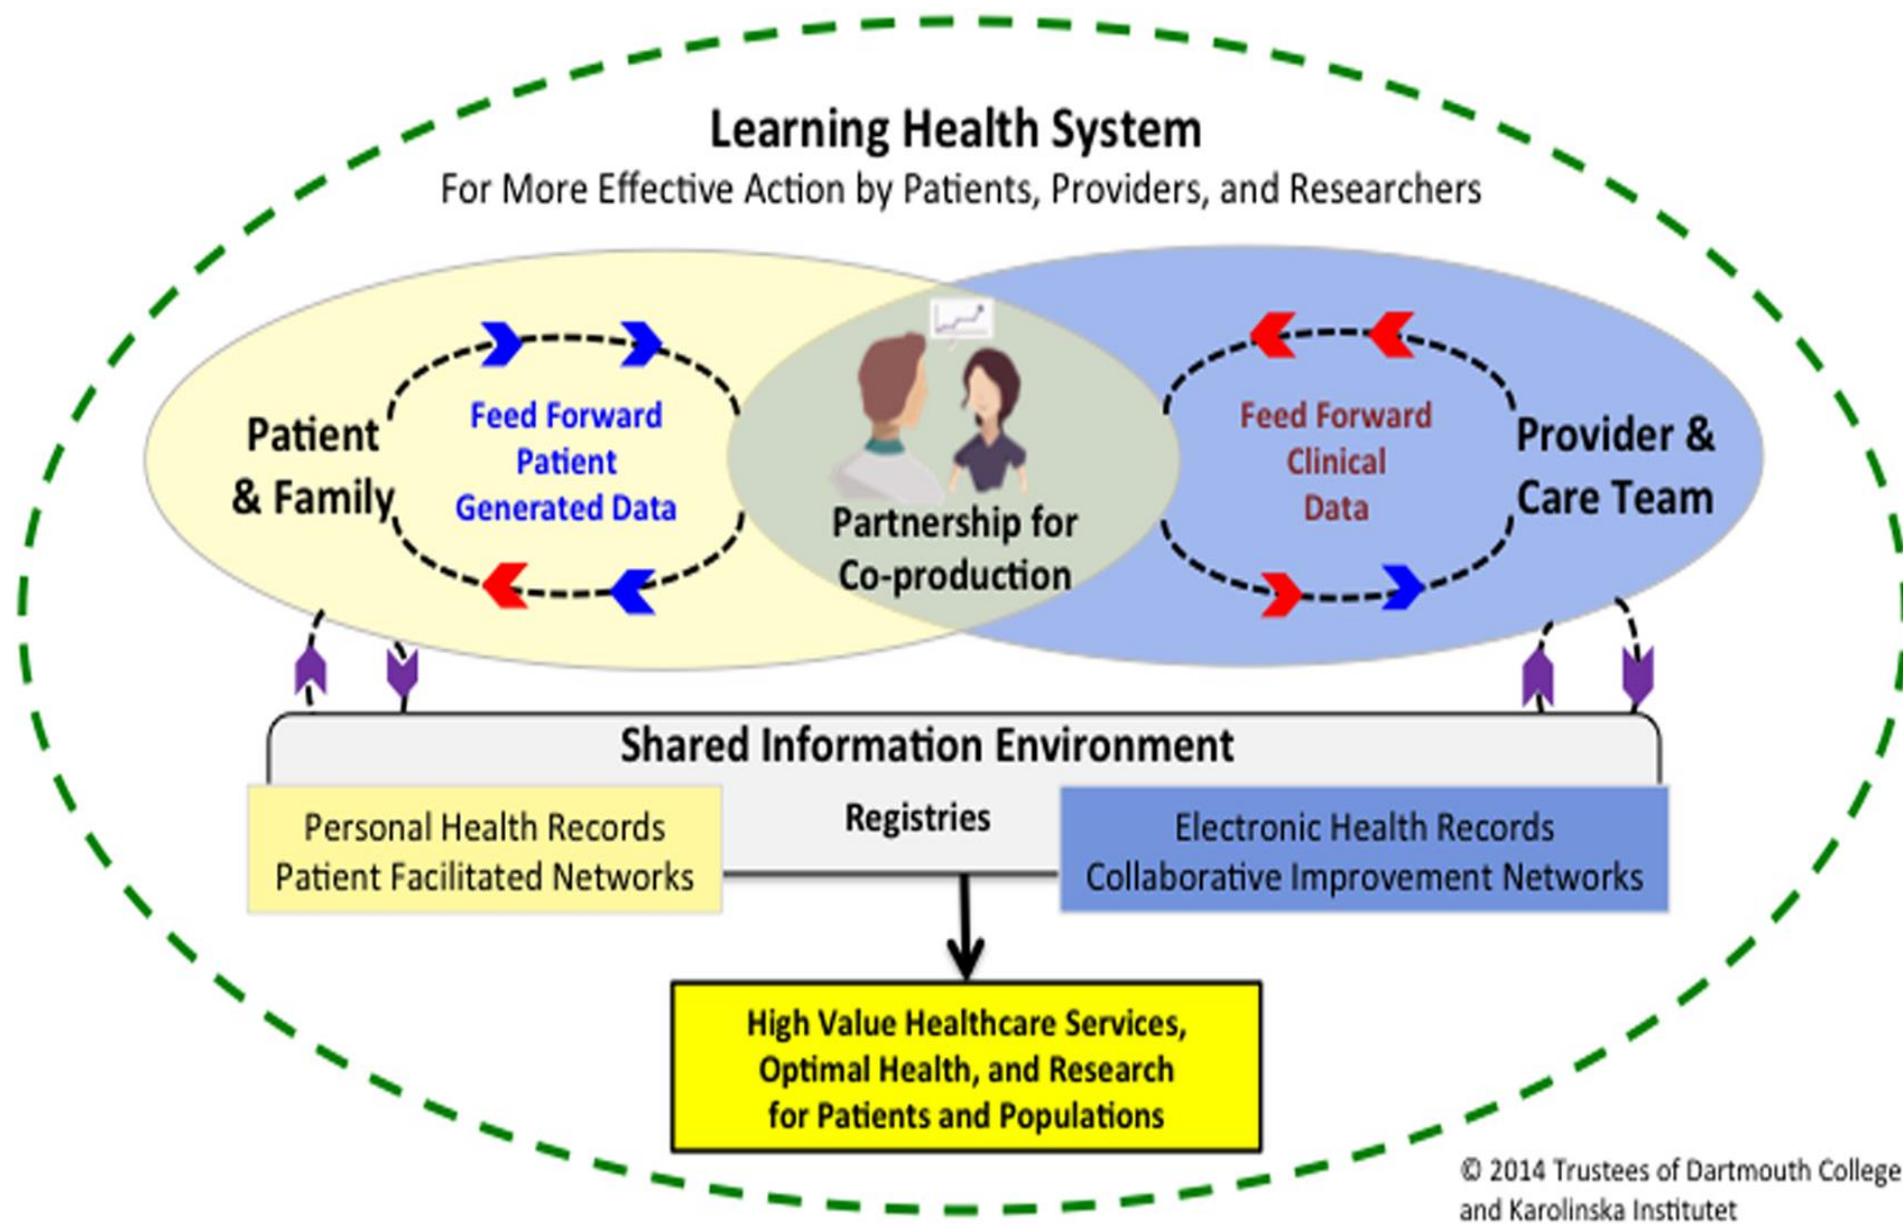 Learning Health System
For More Effective Action by Patients, Providers, and Researchers
Patient
& Family
Feed Forward
Patient
Generated Data
Partnership for
Co-production
Feed Forward
Clinical
Data
Provider &
Care Team
Shared Information Environment
Personal Health Records
Patient Facilitated Networks
Registries
Electronic Health Records
Collaborative Improvement Networks
High Value Healthcare Services,
Optimal Health, and Research
for Patients and Populations
© 2014 Trustees of Dartmouth College
and Karolinska Institutet